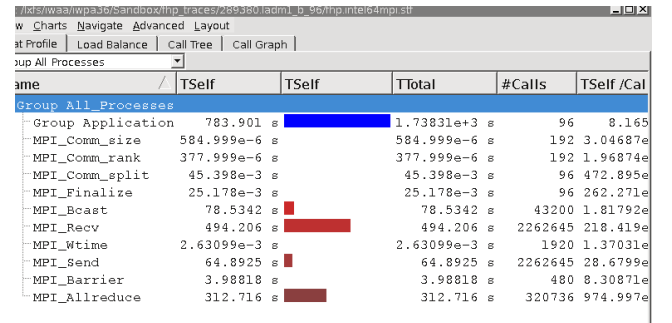 /lxfs/iwaa/iwpa36/Sandbox/fhp_traces/289380.ladm1_b_96/fhp.intel64mpi.stf
w Charts Navigate Advanced Layout
at Profile Load Balance Call Tree Call Graph
oup All Processes
ame TSelf TSelf TTotal #Calls TSelf /Cal
Group All_Processes
Group Application 783.901 s 1.73831e+3 s 96 8.165
MPI_Comm_size 584.999e-6 s 584.999e-6 s 192 3.04687e
MPI_Comm_rank 377.999e-6 s 377.999e-6 s 192 1.96874e
MPI_Comm_split 45.398e-3 s 45.398e-3 s 96 472.895e
MPI_Finalize 25.178e-3 s 25.178e-3 s 96 262.271e
MPI_Bcast 78.5342 s 78.5342 s 43200 1.81792e
MPI_Recv 494.206 s 494.206 s 2262645 218.419e
MPI_Wtime 2.63099e-3 s 2.63099e-3 s 1920 1.37031e
MPI_Send 64.8925 s 64.8925 s 2262645 28.6799e
MPI_Barrier 3.98818 s 3.98818 s 480 8.30871e
MPI_Allreduce 312.716 s 312.716 s 320736 974.997e